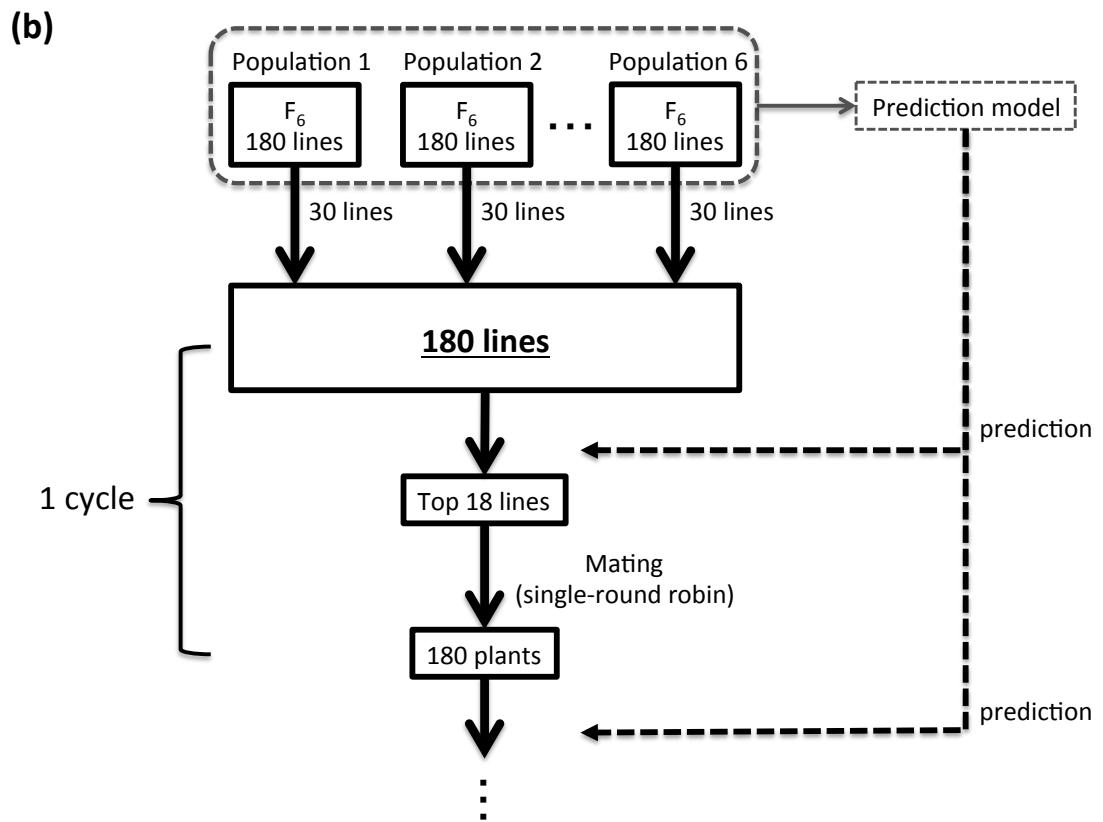 (b)
Population 1 Population 2 Population 6
F₆ F₆ F₆
180 lines 180 lines ... 180 lines
Prediction model
30 lines 30 lines 30 lines
180 lines
prediction
Top 18 lines
1 cycle
Mating
(single-round robin)
180 plants
prediction
⋮